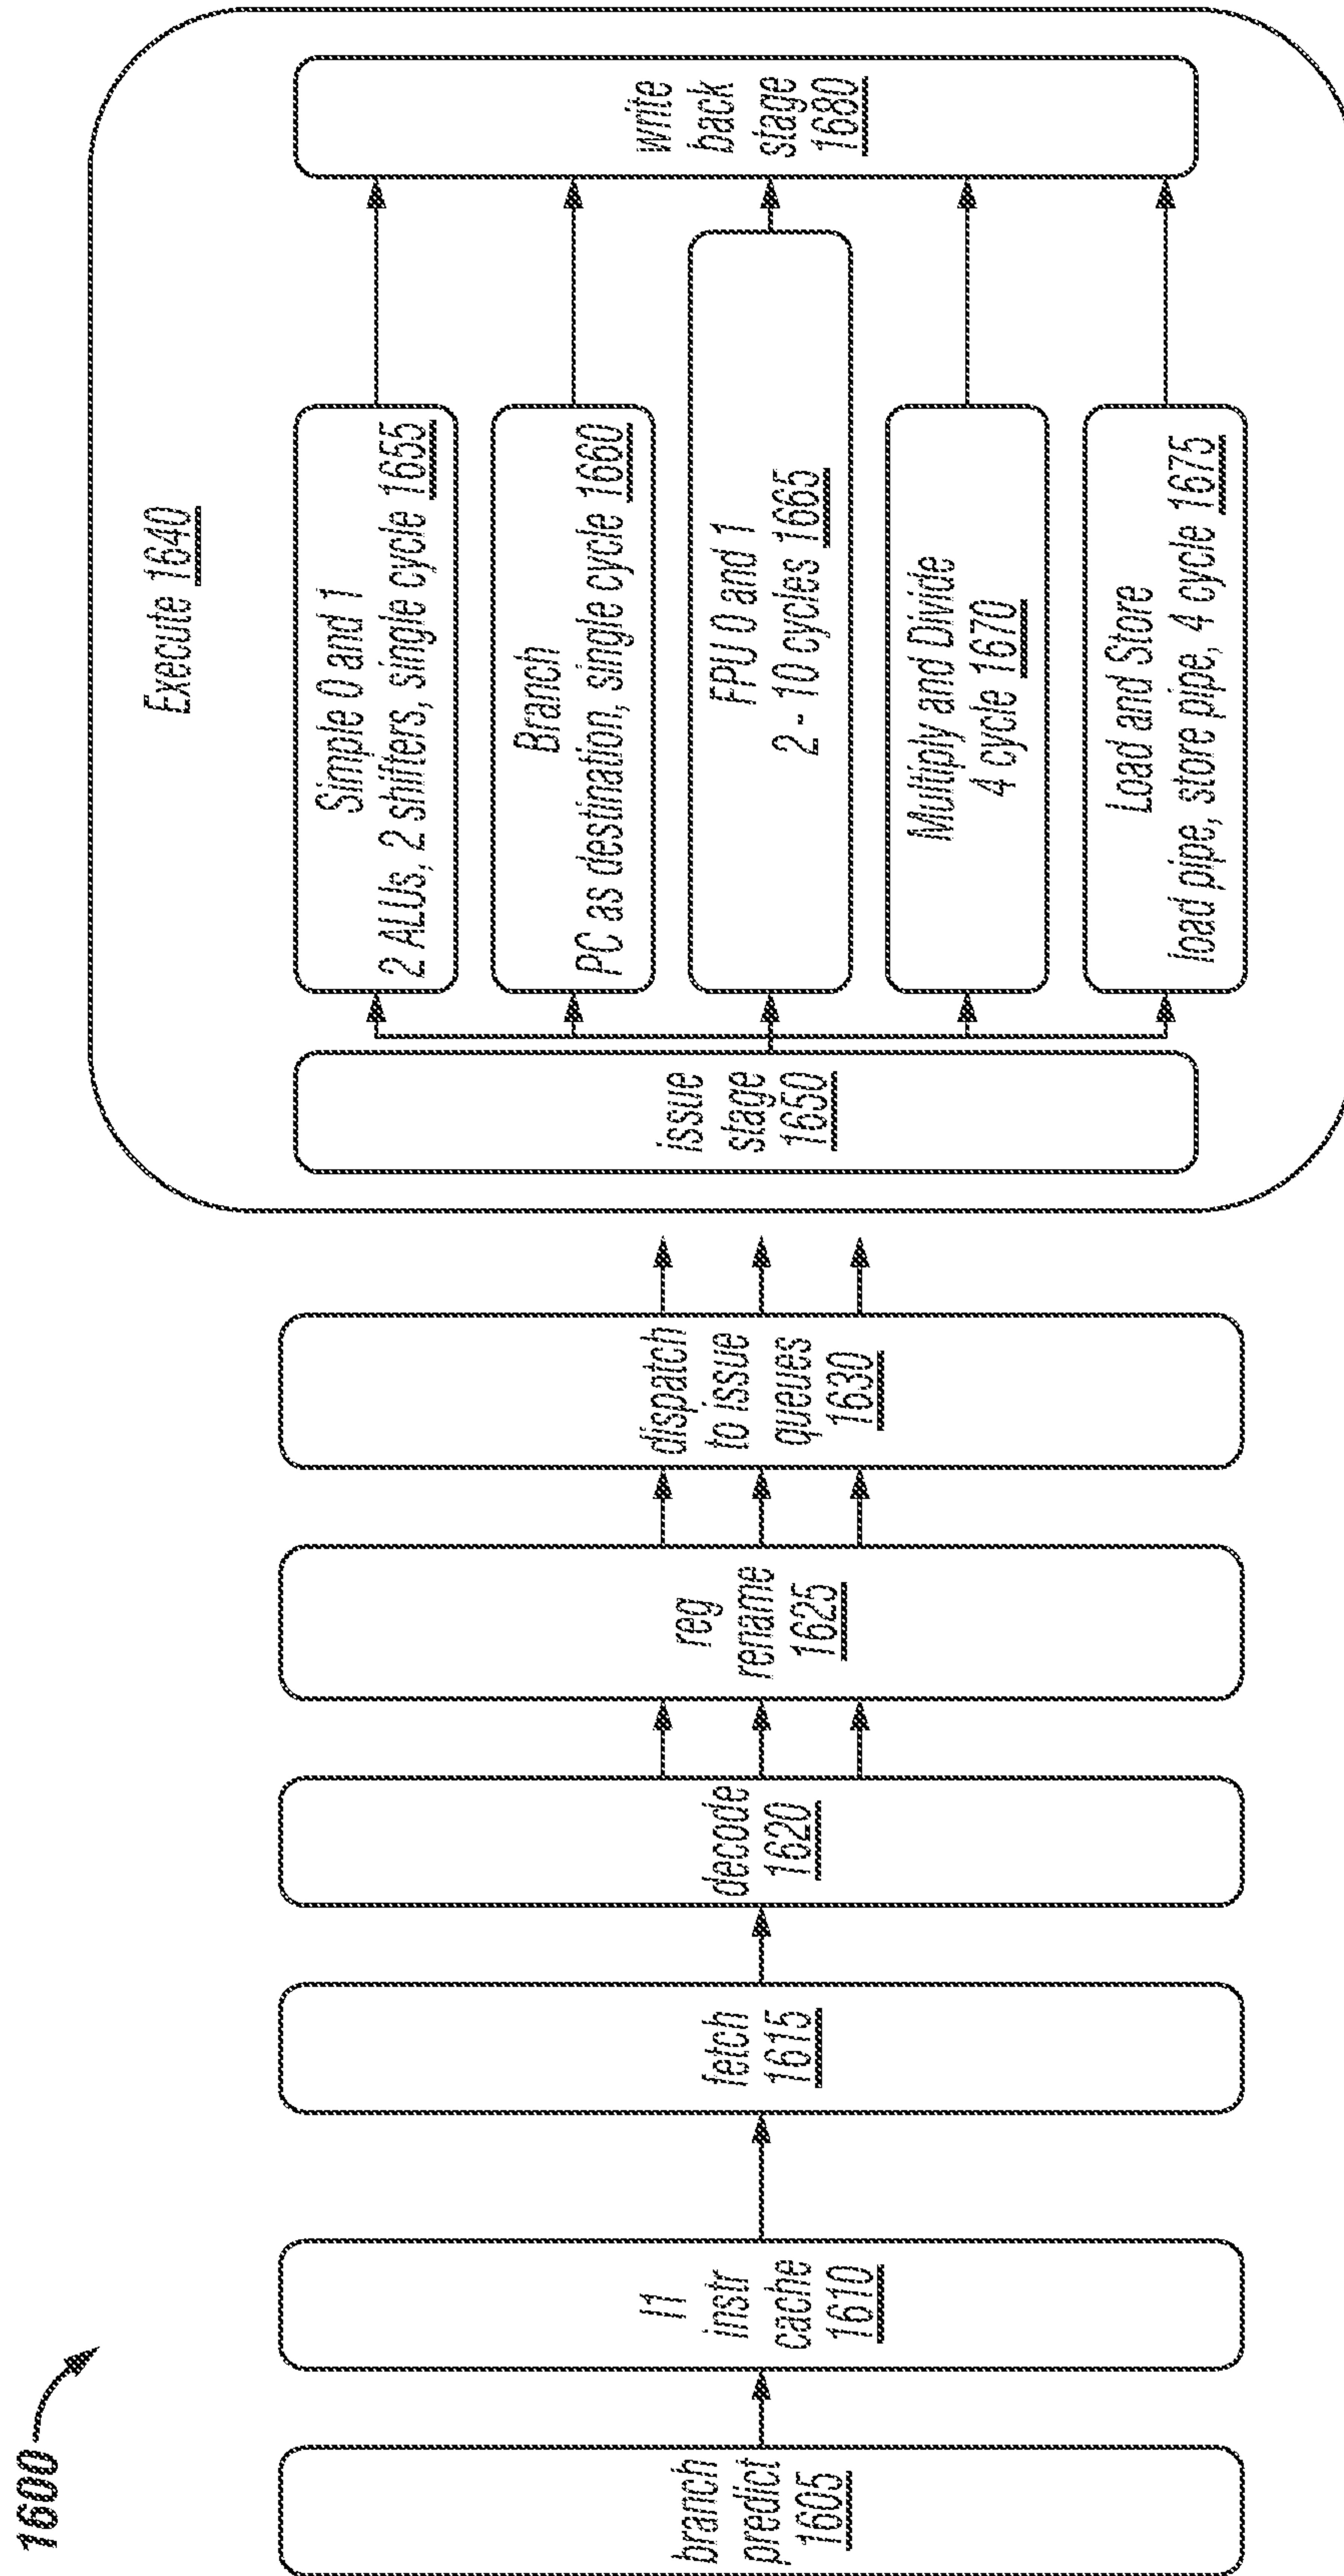 1600
branch
predict
1605
l1
instr
cache
1610
fetch
1615
decode
1620
reg
rename
1625
dispatch
to issue
queues
1630
Execute 1640
issue
stage
1650
Simple 0 and 1
2 ALUs, 2 shifters, single cycle 1655
Branch
PC as destination, single cycle 1660
FPU 0 and 1
2 - 10 cycles 1665
Multiply and Divide
4 cycle 1670
Load and Store
load pipe, store pipe, 4 cycle 1675
write
back
stage
1680